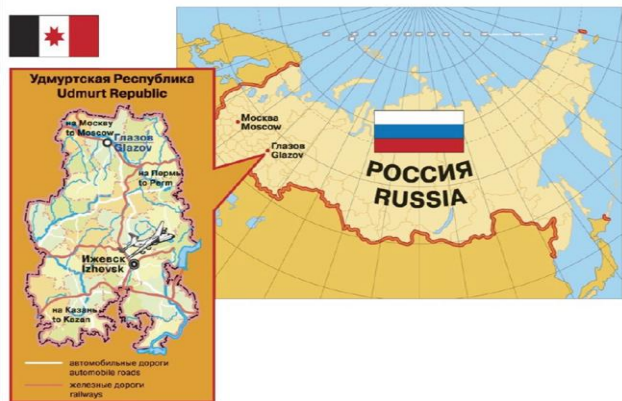 Удмуртская Республика
Udmurt Republic
на Москву
to Moscow
Глазов
Glazov
на Пермь
to Perm
Ижевск
Izhevsk
на Казань
to Kazan
автомобильные дороги
automobile roads
железные дороги
railways
Москва
Moscow
Глазов
Glazov
РОССИЯ
RUSSIA